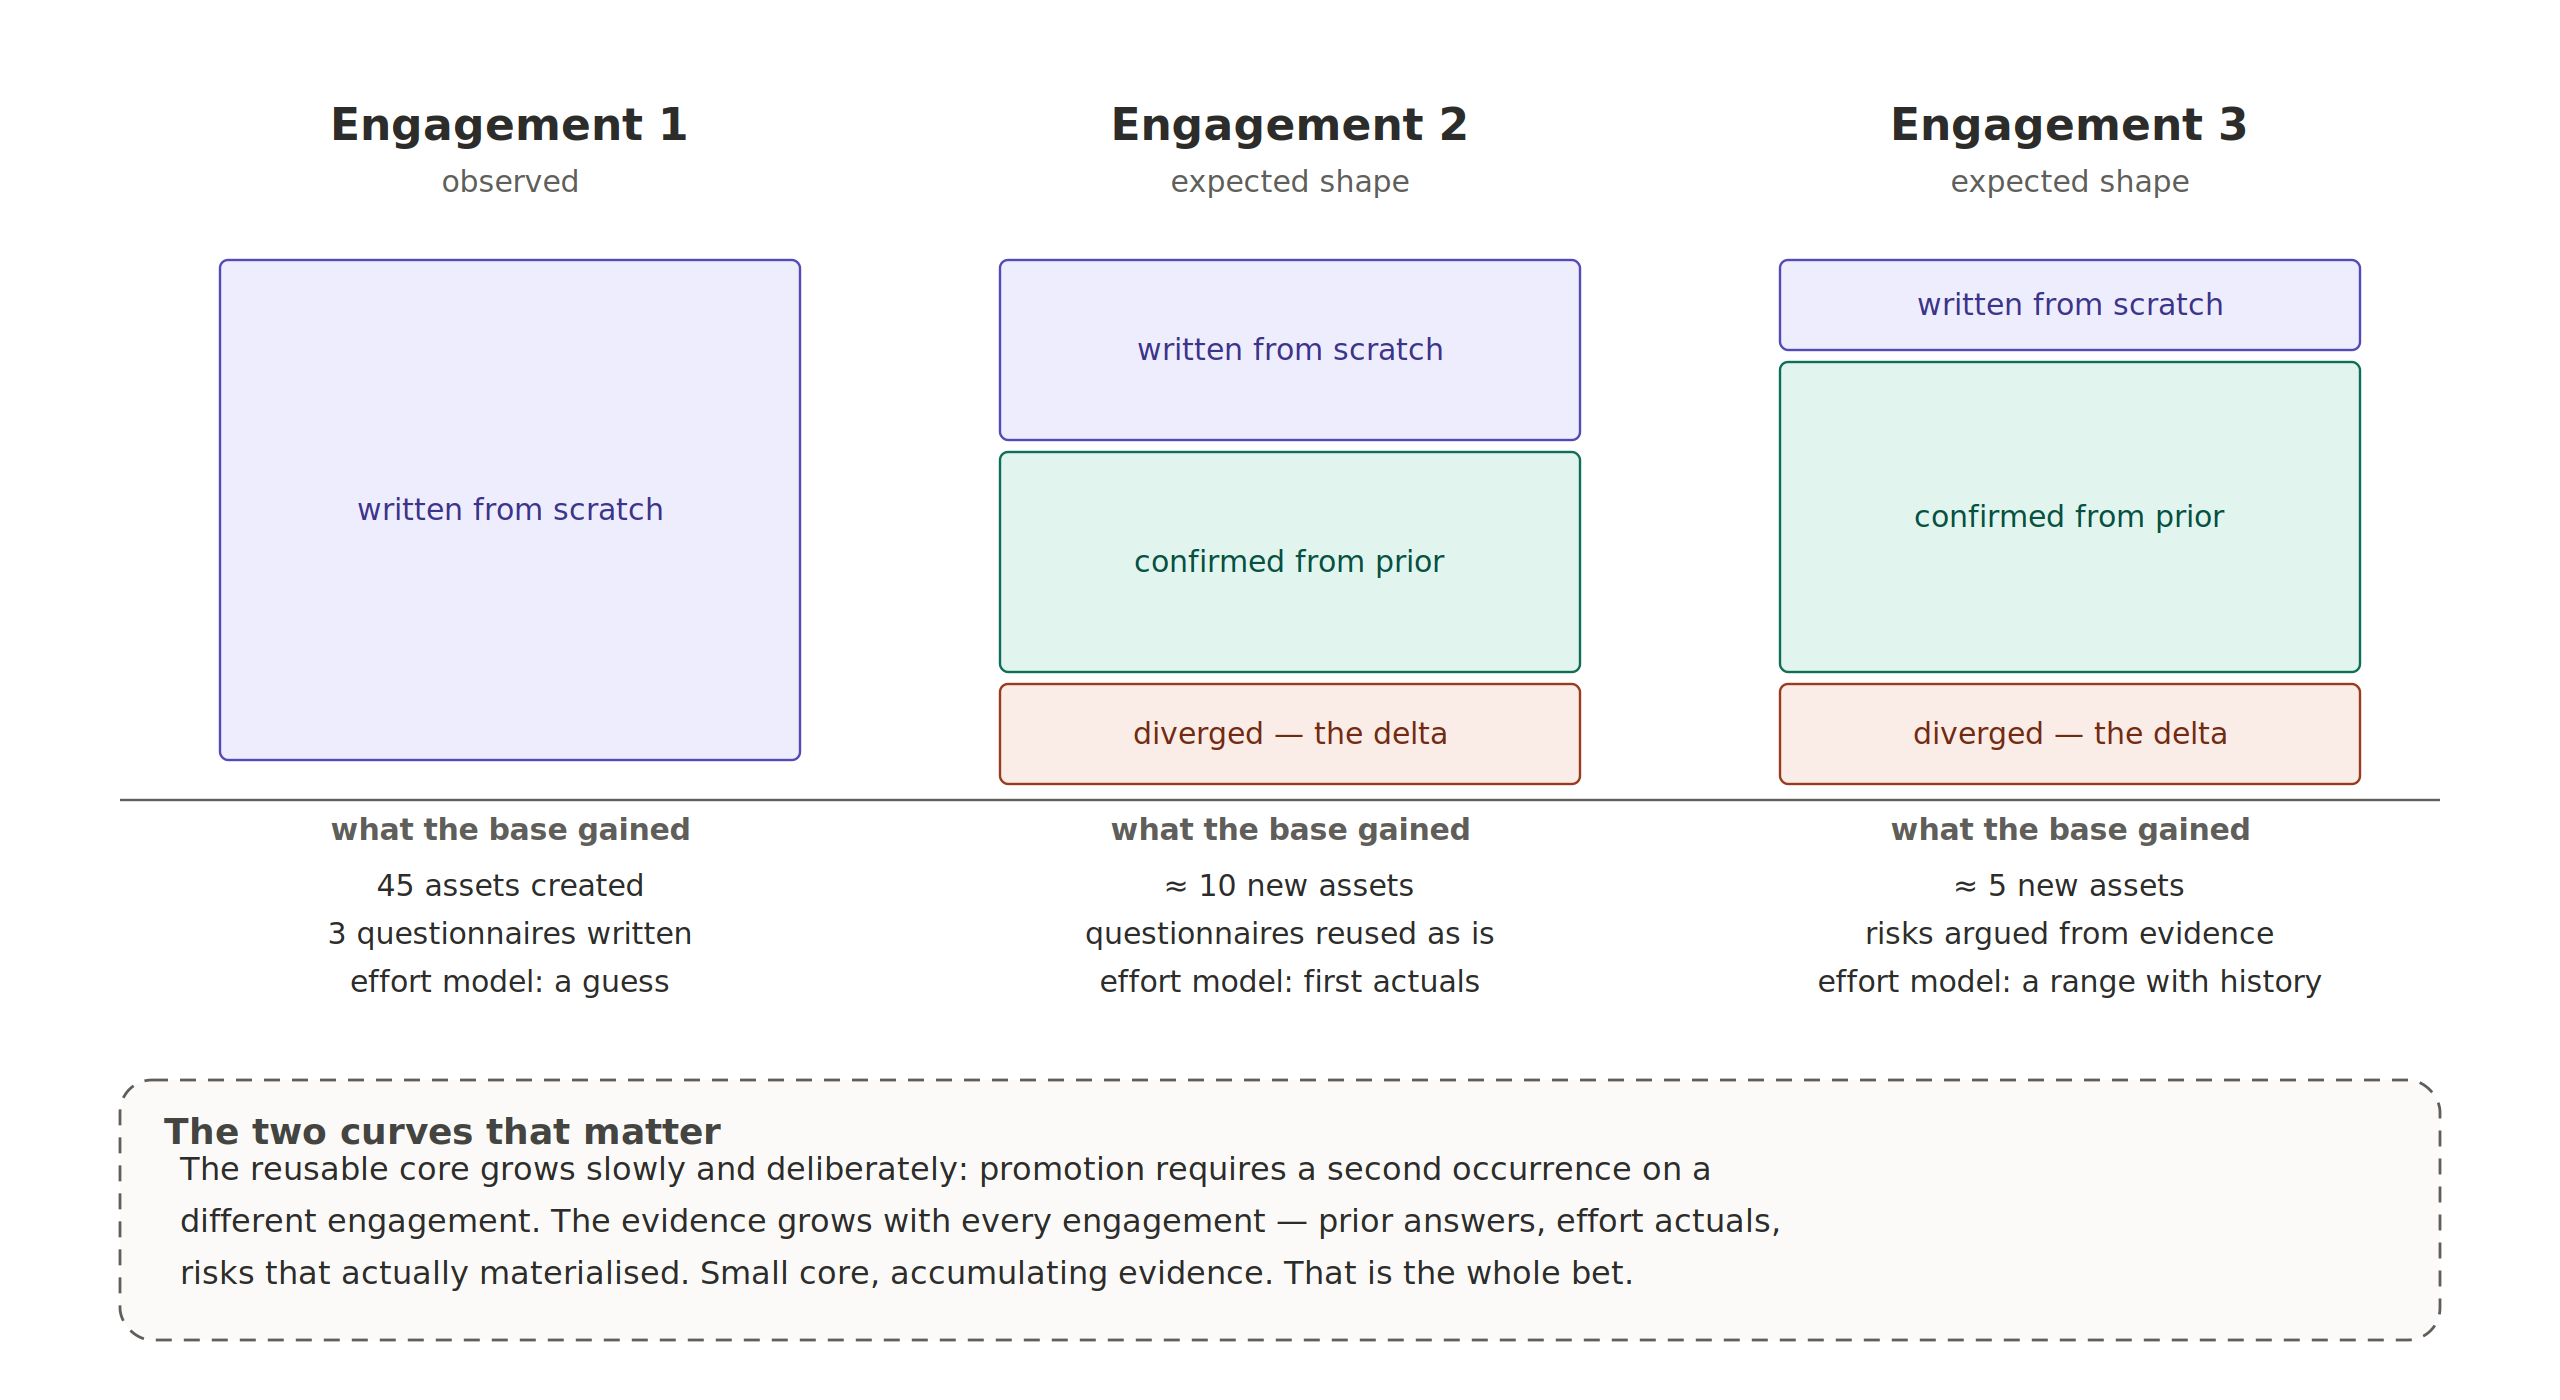 Engagement 1
observed
written from scratch
what the base gained
45 assets created
3 questionnaires written
effort model: a guess
Engagement 2
expected shape
written from scratch
confirmed from prior
diverged — the delta
what the base gained
≈ 10 new assets
questionnaires reused as is
effort model: first actuals
Engagement 3
expected shape
written from scratch
confirmed from prior
diverged — the delta
what the base gained
≈ 5 new assets
risks argued from evidence
effort model: a range with history
The two curves that matter
The reusable core grows slowly and deliberately: promotion requires a second occurrence on a
different engagement. The evidence grows with every engagement — prior answers, effort actuals,
risks that actually materialised. Small core, accumulating evidence. That is the whole bet.